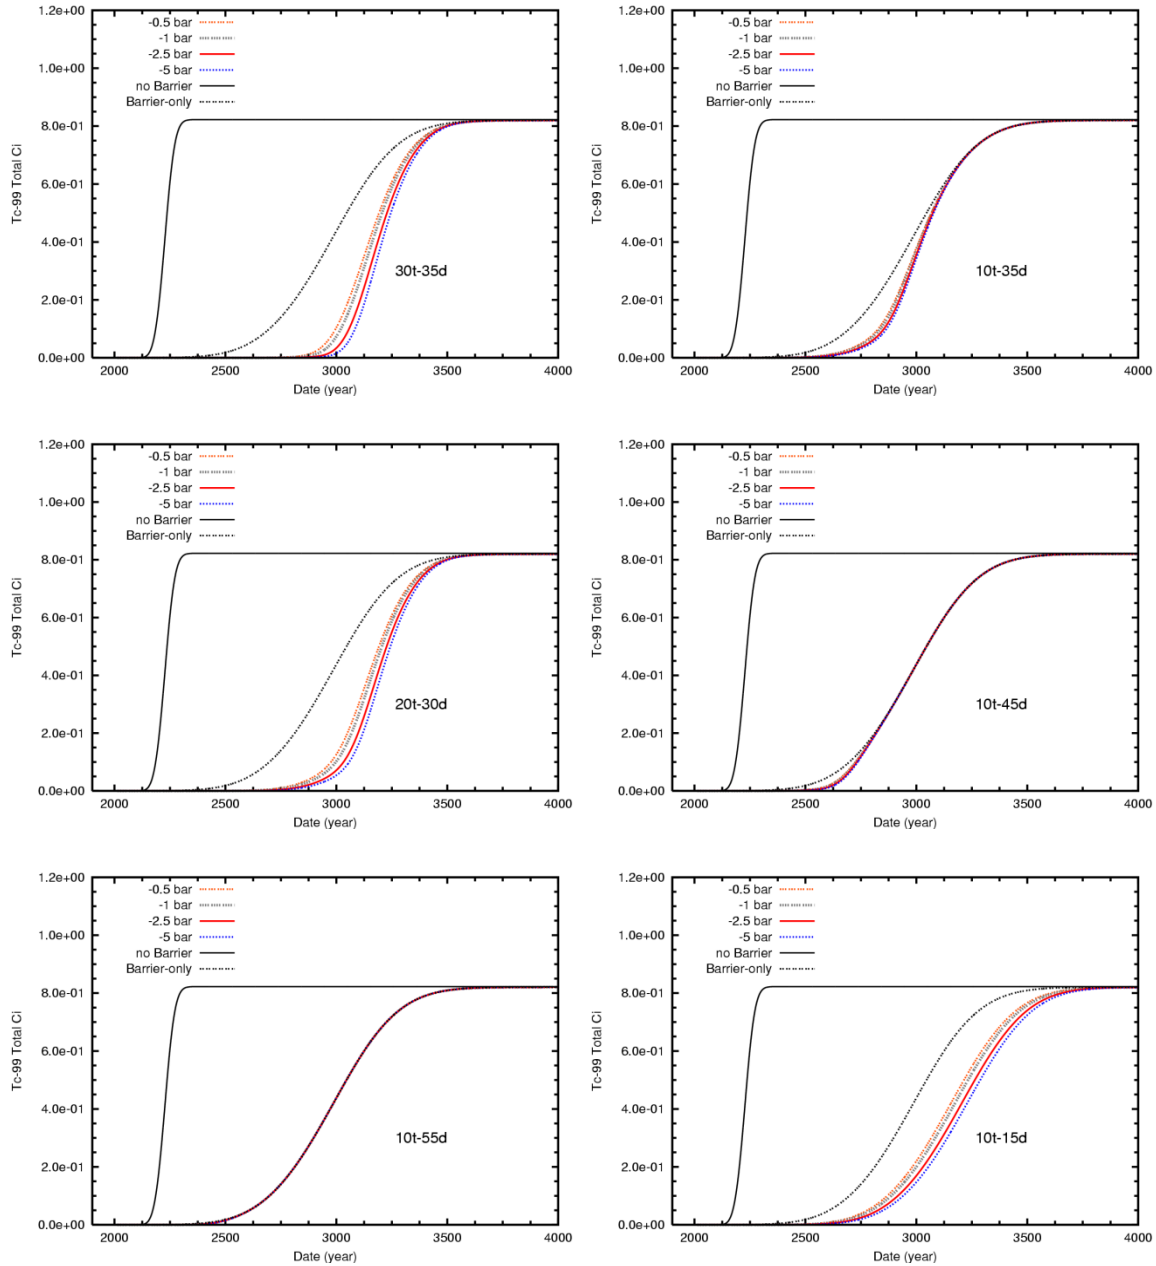 1.2e+00
-0.5 bar
-1 bar
1.0e+00
-2.5 bar
-5 bar
no Barrier
Barrier-only
8.0e-01
Tc-99 Total Ci
6.0e-01
4.0e-01
30t-35d
2.0e-01
0.0e+00
2000 2500 3000 3500 4000
Date (year)
1.2e+00
-0.5 bar
-1 bar
1.0e+00
-2.5 bar
-5 bar
no Barrier
Barrier-only
8.0e-01
Tc-99 Total Ci
6.0e-01
4.0e-01
10t-35d
2.0e-01
0.0e+00
2000 2500 3000 3500 4000
Date (year)
1.2e+00
-0.5 bar
-1 bar
1.0e+00
-2.5 bar
-5 bar
no Barrier
Barrier-only
8.0e-01
Tc-99 Total Ci
6.0e-01
4.0e-01
20t-30d
2.0e-01
0.0e+00
2000 2500 3000 3500 4000
Date (year)
1.2e+00
-0.5 bar
-1 bar
1.0e+00
-2.5 bar
-5 bar
no Barrier
Barrier-only
8.0e-01
Tc-99 Total Ci
6.0e-01
4.0e-01
10t-45d
2.0e-01
0.0e+00
2000 2500 3000 3500 4000
Date (year)
1.2e+00
-0.5 bar
-1 bar
1.0e+00
-2.5 bar
-5 bar
no Barrier
Barrier-only
8.0e-01
Tc-99 Total Ci
6.0e-01
4.0e-01
10t-55d
2.0e-01
0.0e+00
2000 2500 3000 3500 4000
Date (year)
1.2e+00
-0.5 bar
-1 bar
1.0e+00
-2.5 bar
-5 bar
no Barrier
Barrier-only
8.0e-01
Tc-99 Total Ci
6.0e-01
4.0e-01
10t-15d
2.0e-01
0.0e+00
2000 2500 3000 3500 4000
Date (year)